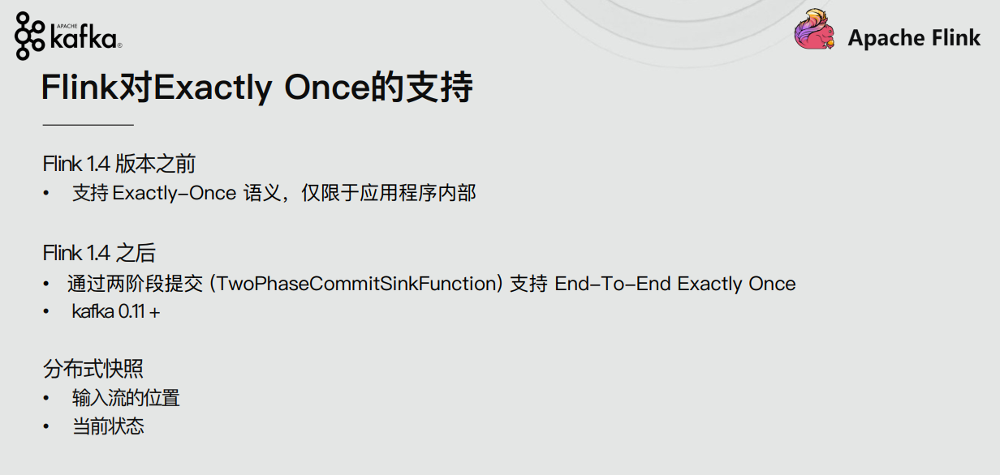 APACHE
kafka®
Apache Flink
Flink对Exactly Once的支持
Flink 1.4 版本之前
• 支持 Exactly-Once 语义，仅限于应用程序内部
Flink 1.4 之后
• 通过两阶段提交 (TwoPhaseCommitSinkFunction) 支持 End-To-End Exactly Once
• kafka 0.11 +
分布式快照
• 输入流的位置
• 当前状态